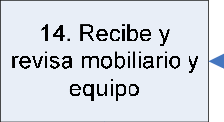 14. Recibe y
revisa mobiliario y
equipo